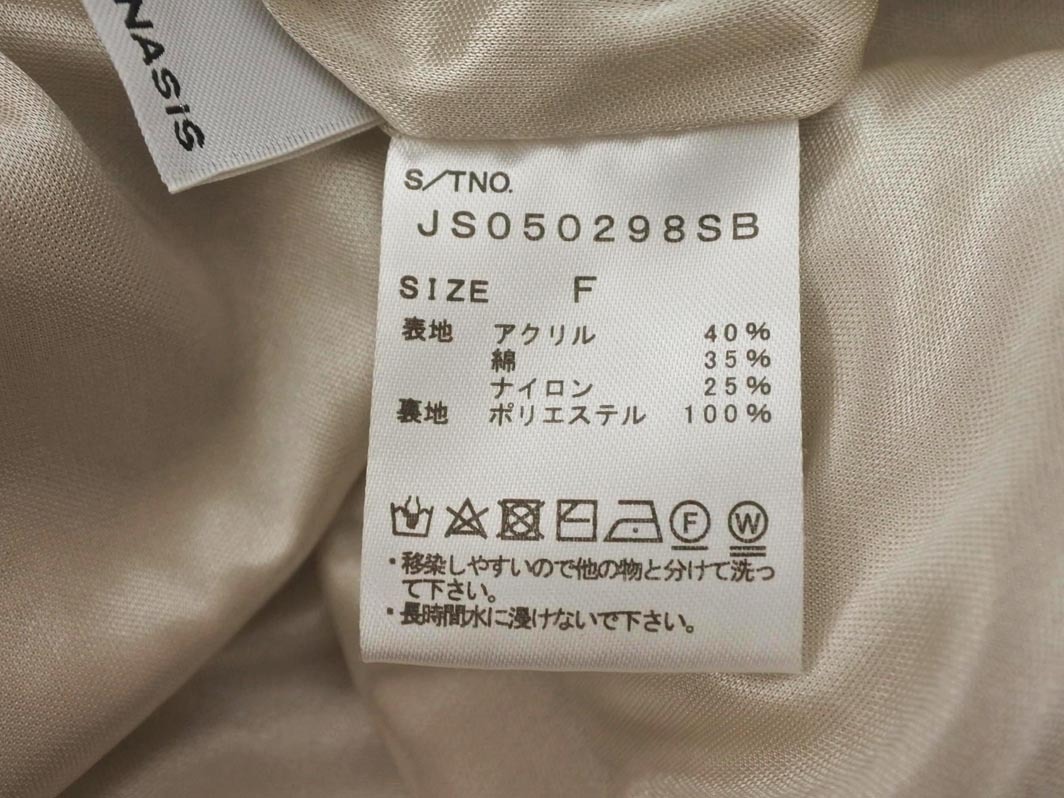 NASiS
S/TNO.
JS050298SB
SIZE F
表地 アクリル 40%
綿 35%
ナイロン 25%
裏地 ポリエステル 100%
F W
・移染しやすいので他の物と分けて洗っ
て下さい。
・長時間水に浸けないで下さい。